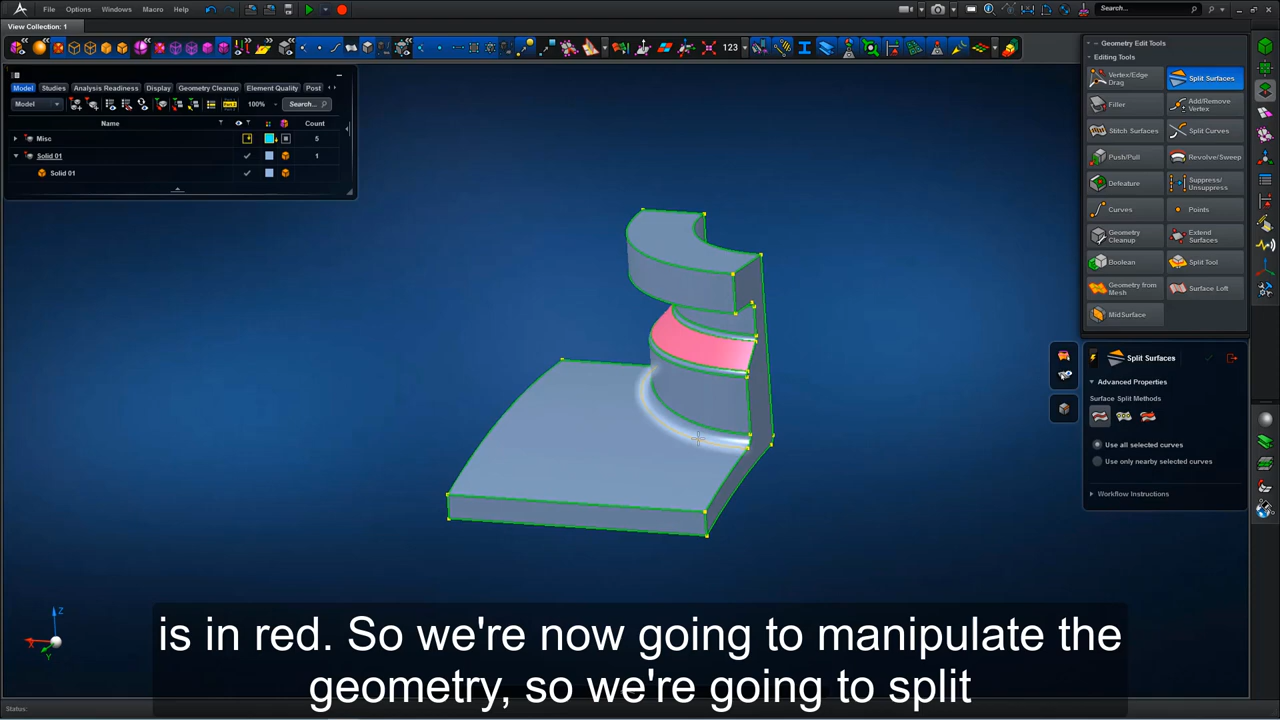 File Options Windows Macro Help
Search...
View Collection: 1
123
Model Studies Analysis Readiness Display Geometry Cleanup Element Quality Post
Model 100% Search...
Name Count
Misc 5
Solid 01 1
Solid 01
Geometry Edit Tools
Editing Tools
Vertex/Edge Drag
Split Surfaces
Filler
Add/Remove Vertex
Stitch Surfaces
Split Curves
Push/Pull
Revolve/Sweep
Defeature
Suppress/Unsuppress
Curves
Points
Geometry Cleanup
Extend Surfaces
Boolean
Split Tool
Geometry from Mesh
Surface Loft
MidSurface
Split Surfaces
Advanced Properties
Surface Split Methods
Use all selected curves
Use only nearby selected curves
Workflow Instructions
Z
X
Y
is in red. So we're now going to manipulate the
geometry, so we're going to split
Status: